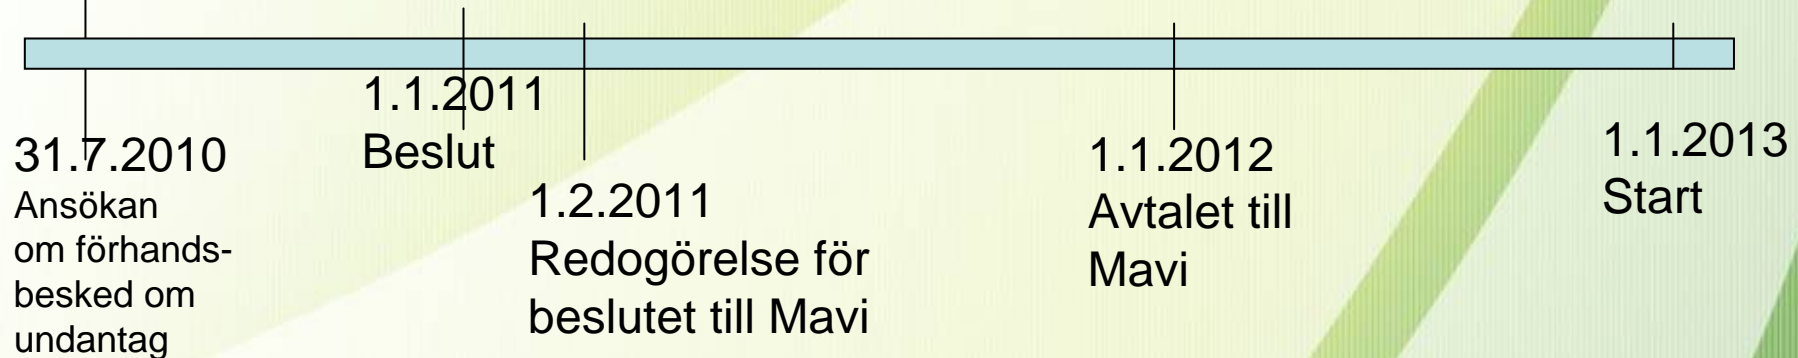 31.7.2010
Ansökan
om förhands-
besked om
undantag
1.1.2011
Beslut
1.2.2011
Redogörelse för
beslutet till Mavi
1.1.2012
Avtalet till
Mavi
1.1.2013
Start